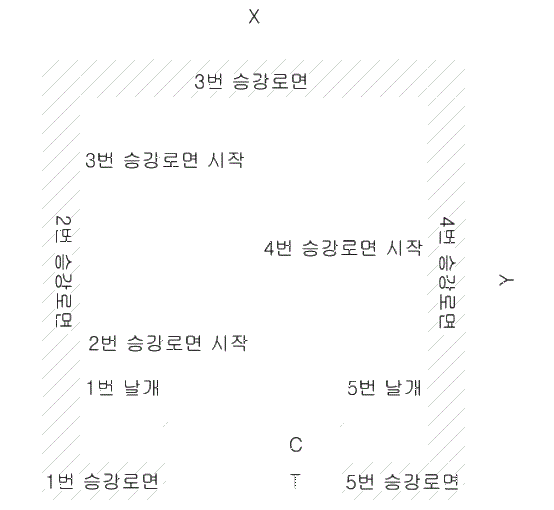 X
3번 승강로면
3번 승강로면 시작
2번 승강로면
4번 승강로면 시작
4번 승강로면
Y
2번 승강로면 시작
1번 날개
5번 날개
C
1번 승강로면
T
5번 승강로면